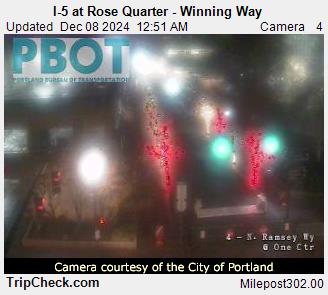 I-5 at Rose Quarter - Winning Way
Updated Dec 08 2024 12:51 AM Camera 4
PBOT
PORTLAND BUREAU OF TRANSPORTATION
4 - N. Ramsey Wy
@ One Ctr
Camera courtesy of the City of Portland
TripCheck.com Milepost302.00